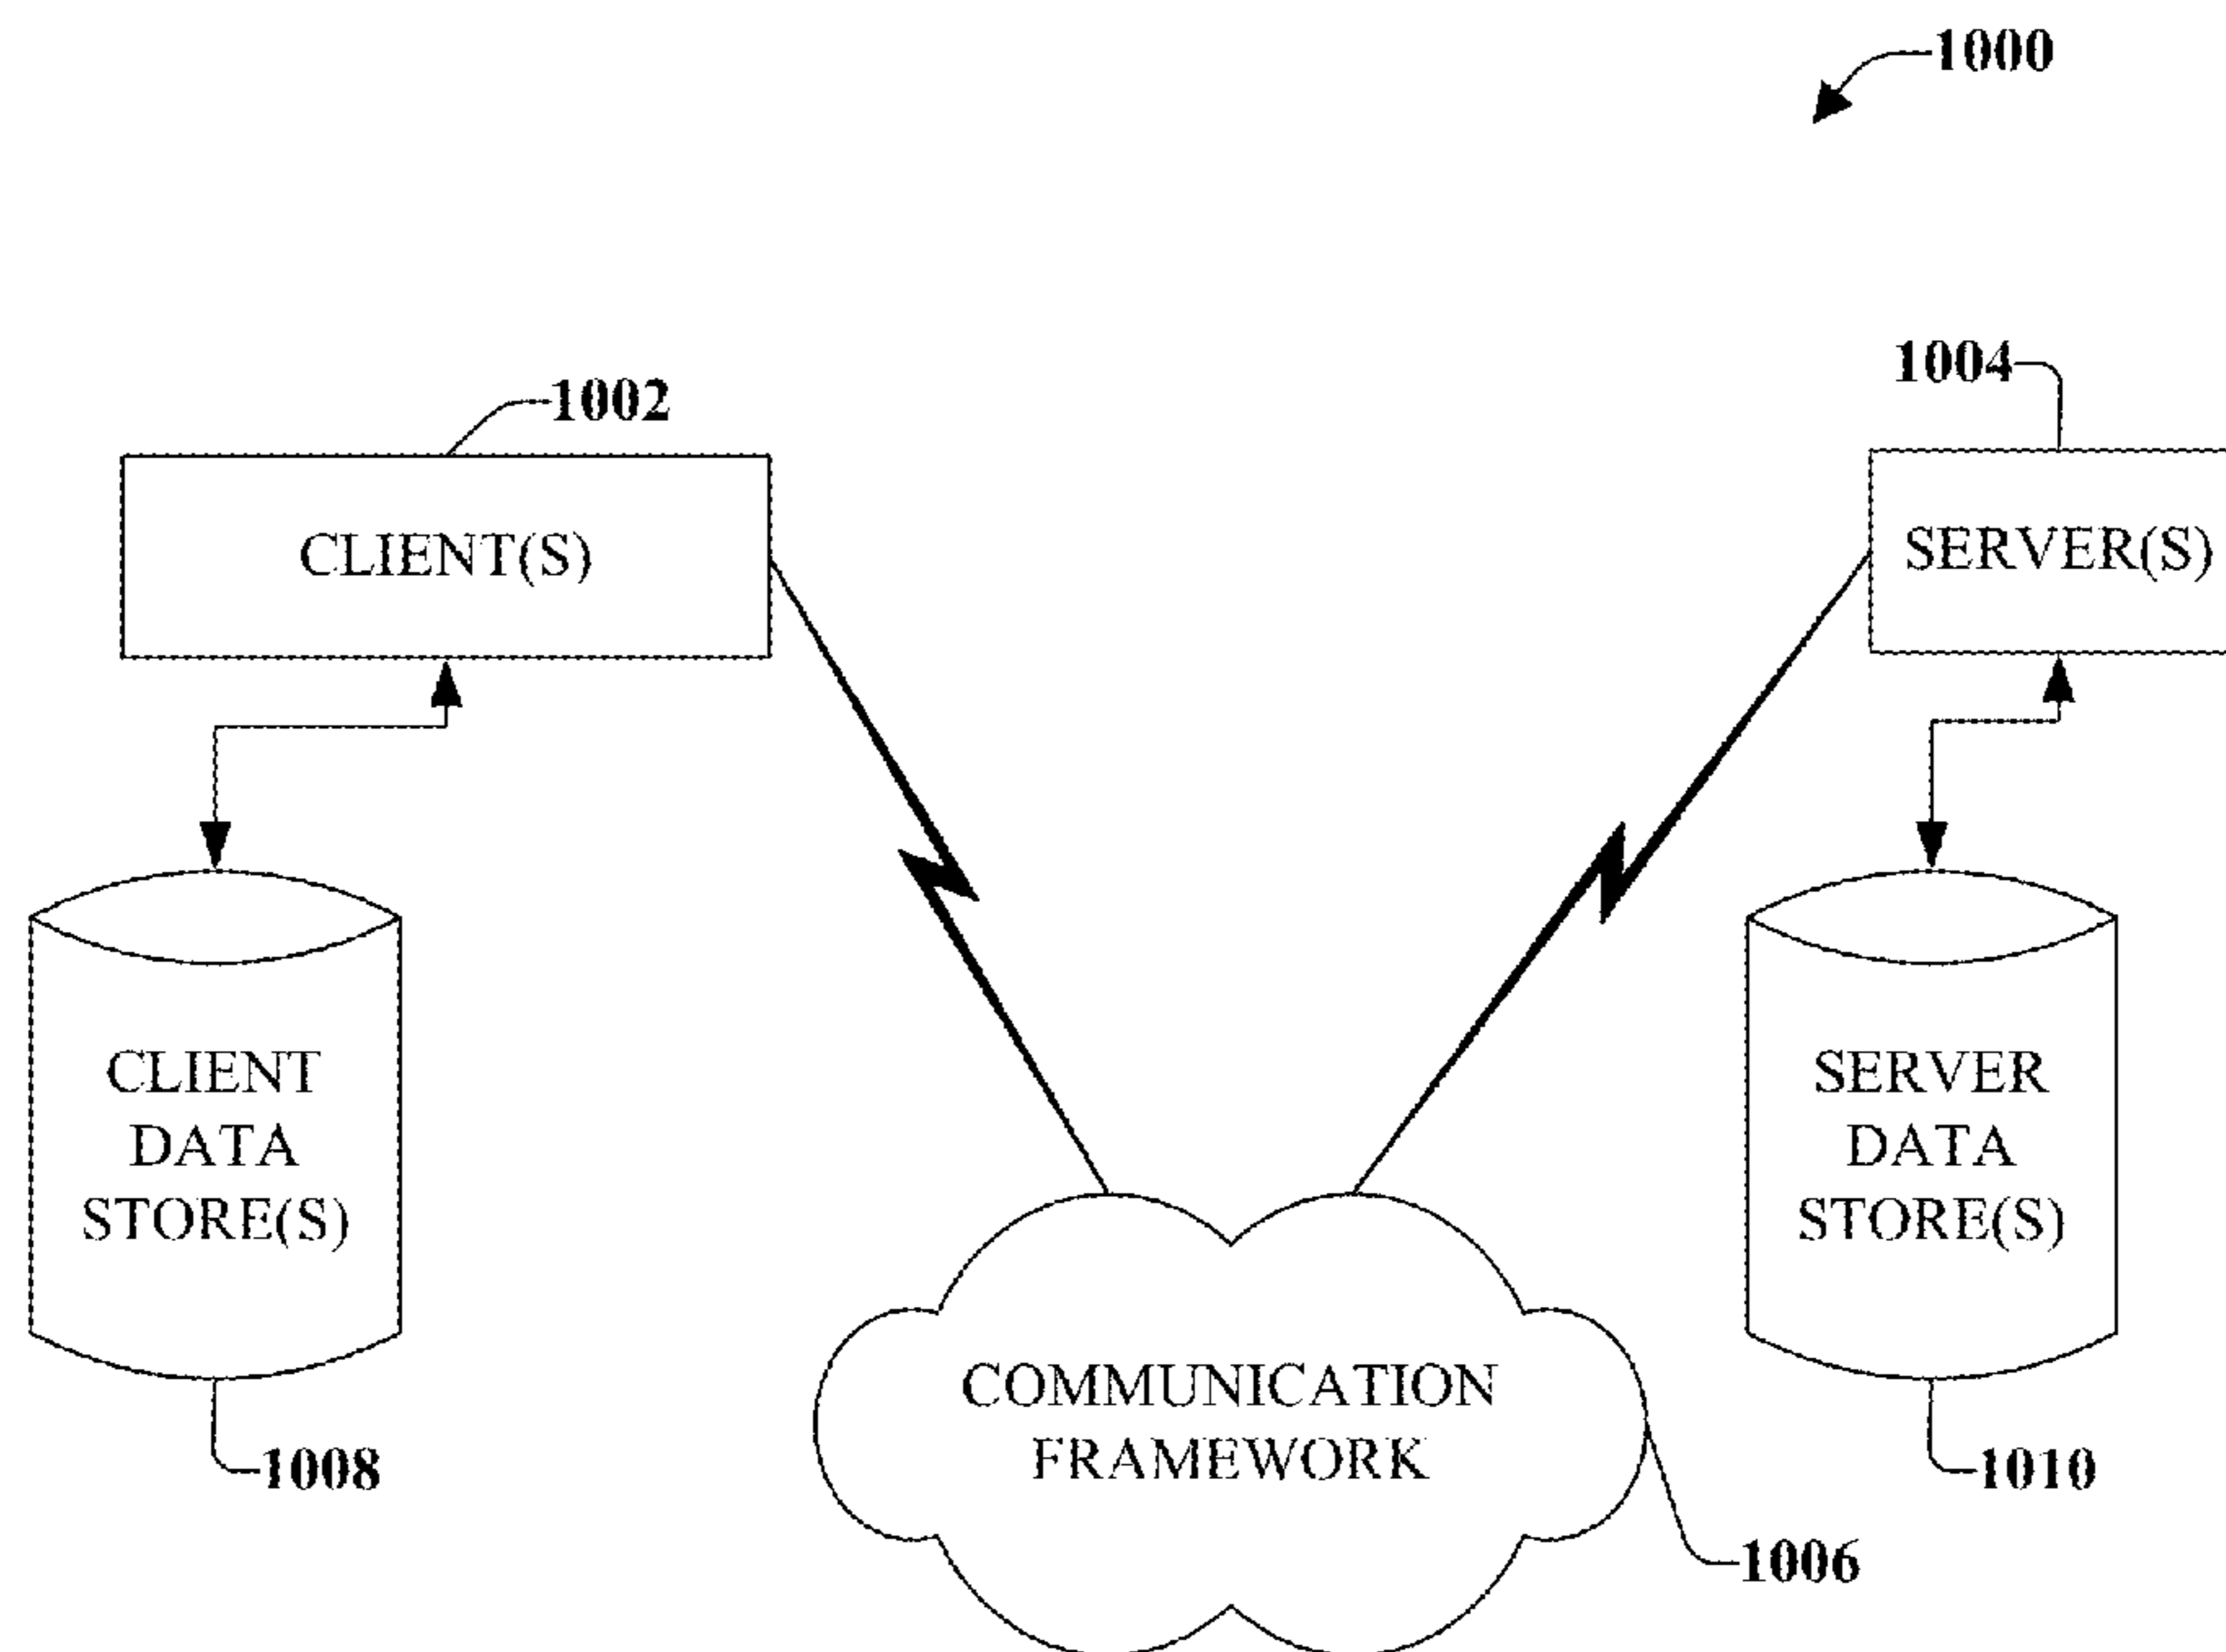 1000
1004
1002
CLIENT(S)
SERVER(S)
CLIENT
DATA
STORE(S)
SERVER
DATA
STORE(S)
COMMUNICATION
FRAMEWORK
1008
1010
1006